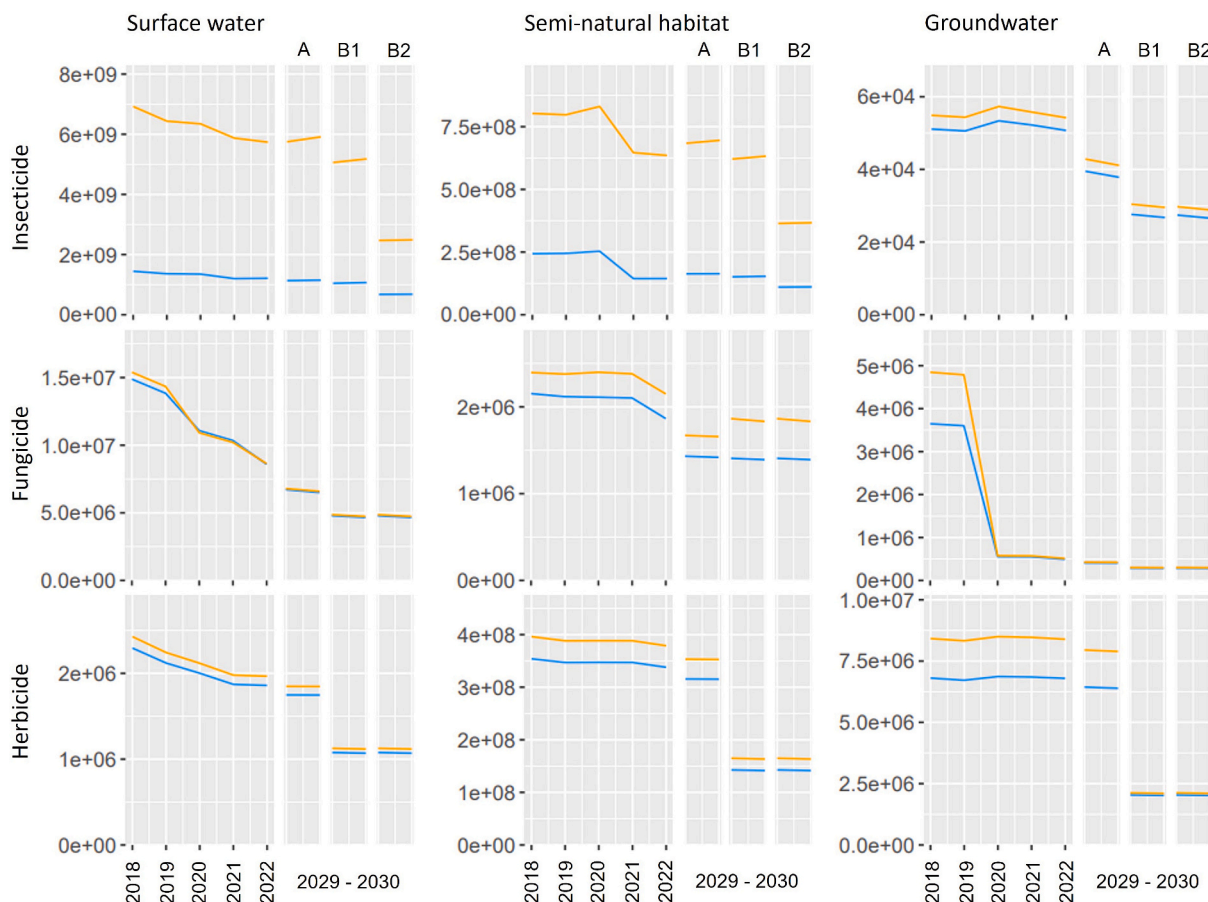 Surface water Semi-natural habitat Groundwater
A B1 B2 A B1 B2 A B1 B2
Insecticide
8e+09
6e+09
4e+09
2e+09
0e+00
7.5e+08
5.0e+08
2.5e+08
0.0e+00
6e+04
4e+04
2e+04
0e+00
Fungicide
1.5e+07
1.0e+07
5.0e+06
0.0e+00
2e+06
1e+06
0e+00
5e+06
4e+06
3e+06
2e+06
1e+06
0e+00
Herbicide
2e+06
1e+06
0e+00
4e+08
3e+08
2e+08
1e+08
0e+00
1.0e+07
7.5e+06
5.0e+06
2.5e+06
0.0e+00
2018 2019 2020 2021 2022 2029 - 2030
2018 2019 2020 2021 2022 2029 - 2030
2018 2019 2020 2021 2022 2029 - 2030